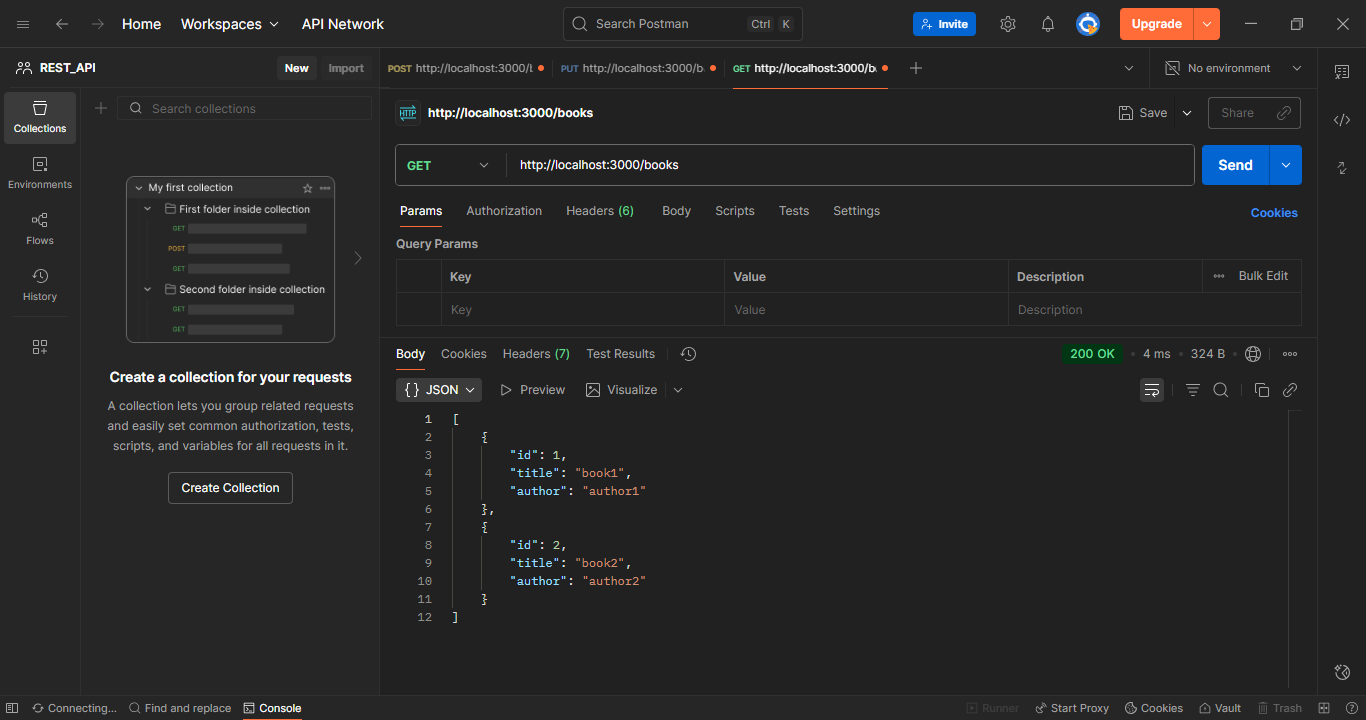 Home Workspaces API Network Search Postman Ctrl K Invite Upgrade
REST_API New Import POST http://localhost:3000/ PUT http://localhost:3000/b GET http://localhost:3000/b No environment
Search collections
HTTP http://localhost:3000/books Save Share
Collections
GET http://localhost:3000/books Send
Environments
Flows
History
My first collection
First folder inside collection
GET
POST
GET
Second folder inside collection
GET
GET
Create a collection for your requests
A collection lets you group related requests
and easily set common authorization, tests,
scripts, and variables for all requests in it.
Create Collection
Params Authorization Headers (6) Body Scripts Tests Settings Cookies
Query Params
Key Value Description Bulk Edit
Key Value Description
Body Cookies Headers (7) Test Results 200 OK 4 ms 324 B
{} JSON Preview Visualize
1 [
2 {
3 "id": 1,
4 "title": "book1",
5 "author": "author1"
6 },
7 {
8 "id": 2,
9 "title": "book2",
10 "author": "author2"
11 }
12 ]
Connecting... Find and replace Console Runner Start Proxy Cookies Vault Trash